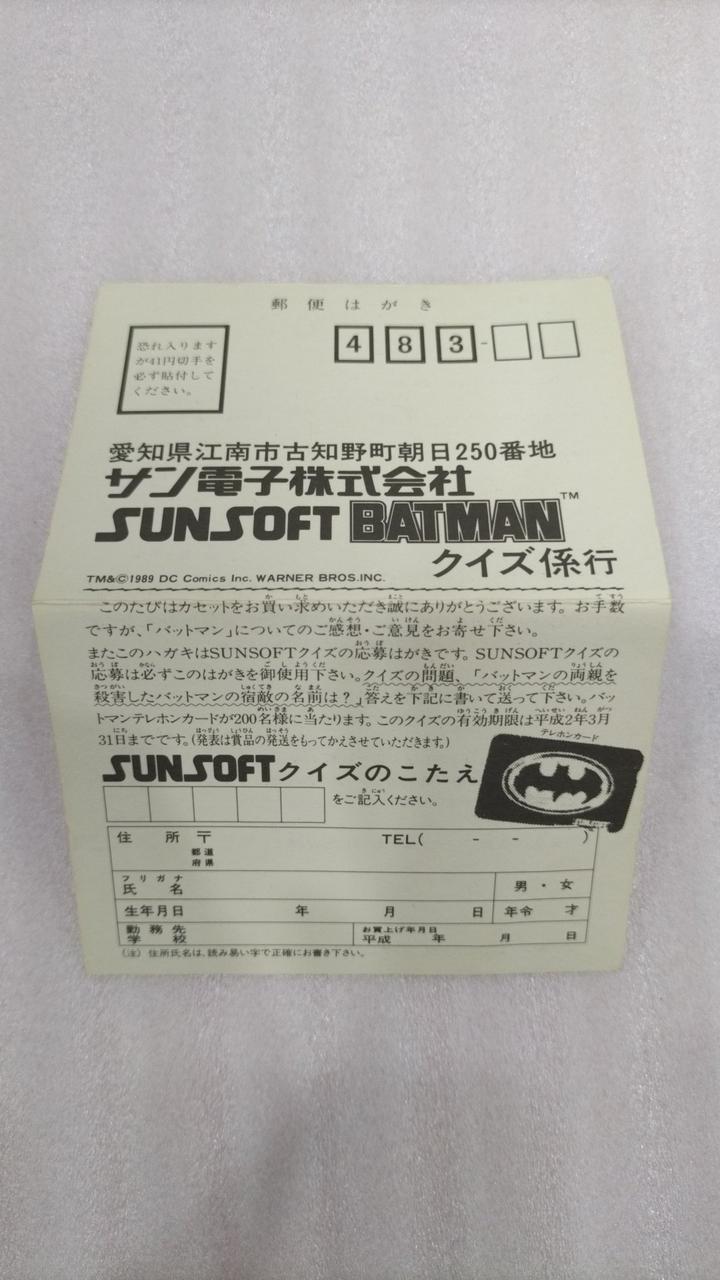 郵便はがき
恐れ入ります
が41円切手を
必ず貼付して
ください。
483-
愛知県江南市古知野町朝日250番地
サン電子株式会社
SUNSOFT BATMAN™
クイズ係行
TM&©1989 DC Comics Inc. WARNER BROS.INC.
このたびはカセットをお買い求めいただき誠にありがとうございます。お手数
ですが、「バットマン」についてのご感想・ご意見をお寄せ下さい。
またこのハガキはSUNSOFTクイズの応募はがきです。SUNSOFTクイズの
応募は必ずこのはがきを御使用下さい。クイズの問題、「バットマンの両親を
殺害したバットマンの宿敵の名前は?」答えを下記に書いて送って下さい。バッ
トマンテレホンカードが200名様に当たります。このクイズの有効期限は平成2年3月
31日までです。(発表は賞品の発送をもってかえさせていただきます。)
テレホンカード
SUNSOFTクイズのこたえ
をご記入ください。
住所 〒 TEL( - - )
都道
府県
フリガナ
氏名 男・女
生年月日 年 月 日 年令 才
勤務先 お買上げ年月日
学校 平成 年 月 日
(注) 住所氏名は、読み易い字で正確にお書き下さい。